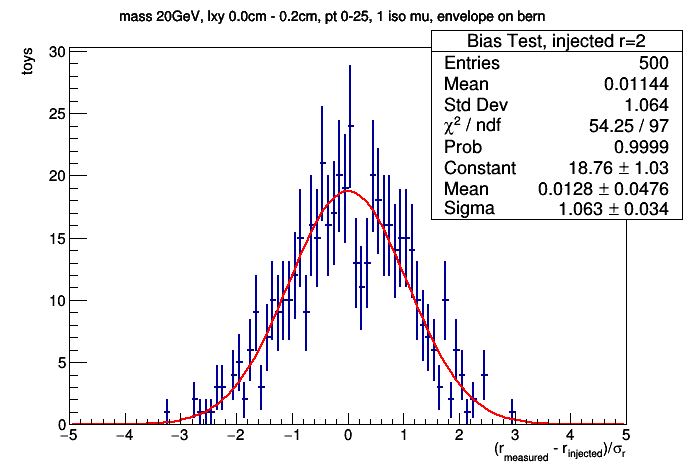 mass 20GeV, lxy 0.0cm - 0.2cm, pt 0-25, 1 iso mu, envelope on bern
Bias Test, injected r=2
Entries 500
Mean 0.01144
Std Dev 1.064
χ² / ndf 54.25 / 97
Prob 0.9999
Constant 18.76 ± 1.03
Mean 0.0128 ± 0.0476
Sigma 1.063 ± 0.034
toys
30
25
20
15
10
5
0
−5 −4 −3 −2 −1 0 1 2 3 4 5
(r_measured - r_injected)/σ_r